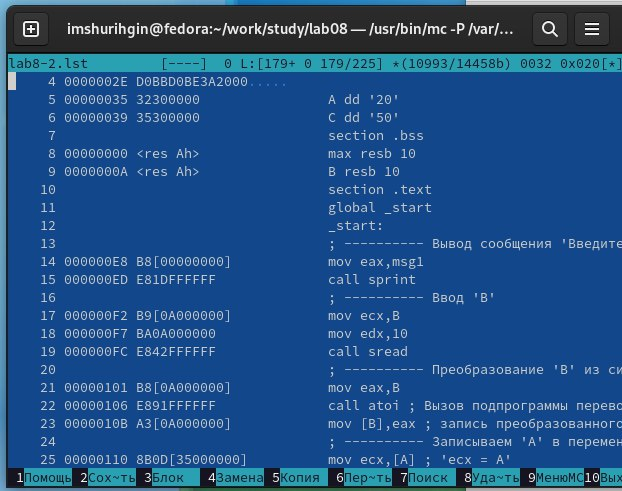 imshurihgin@fedora:~/work/study/lab08 — /usr/bin/mc -P /var/…
lab8-2.lst [----] 0 L:[179+ 0 179/225] *(10993/14458b) 0032 0x020[*]
4 0000002E D0BBD0BE3A2000.....
5 00000035 32300000 A dd '20'
6 00000039 35300000 C dd '50'
7 section .bss
8 00000000 <res Ah> max resb 10
9 0000000A <res Ah> B resb 10
10 section .text
11 global _start
12 _start:
13 ; ---------- Вывод сообщения 'Введите
14 000000E8 B8[00000000] mov eax,msg1
15 000000ED E81DFFFFFF call sprint
16 ; ---------- Ввод 'B'
17 000000F2 B9[0A000000] mov ecx,B
18 000000F7 BA0A000000 mov edx,10
19 000000FC E842FFFFFF call sread
20 ; ---------- Преобразование 'B' из си
21 00000101 B8[0A000000] mov eax,B
22 00000106 E891FFFFFF call atoi ; Вызов подпрограммы перево
23 0000010B A3[0A000000] mov [B],eax ; запись преобразованного
24 ; ---------- Записываем 'A' в перемен
25 00000110 8B0D[35000000] mov ecx,[A] ; 'ecx = A'
1Помощь 2Сох~ть 3Блок 4Замена 5Копия 6Пер~ть 7Поиск 8Уда~ть 9МенюMC 10Вых